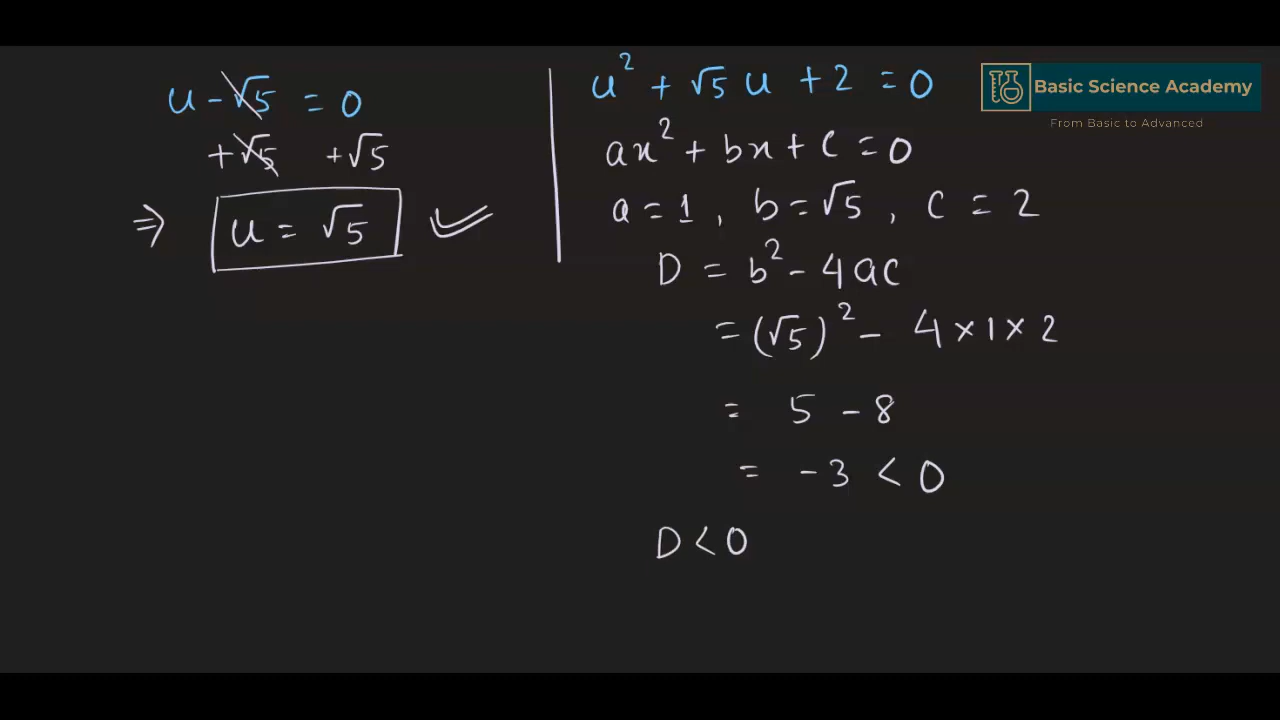 u - √5 = 0
+√5 +√5
⇒ u = √5 ✓
u² + √5 u + 2 = 0
ax² + bx + c = 0
a = 1, b = √5, c = 2
D = b² - 4ac
= (√5)² - 4 × 1 × 2
= 5 - 8
= -3 < 0
D < 0
Basic Science Academy
From Basic to Advanced